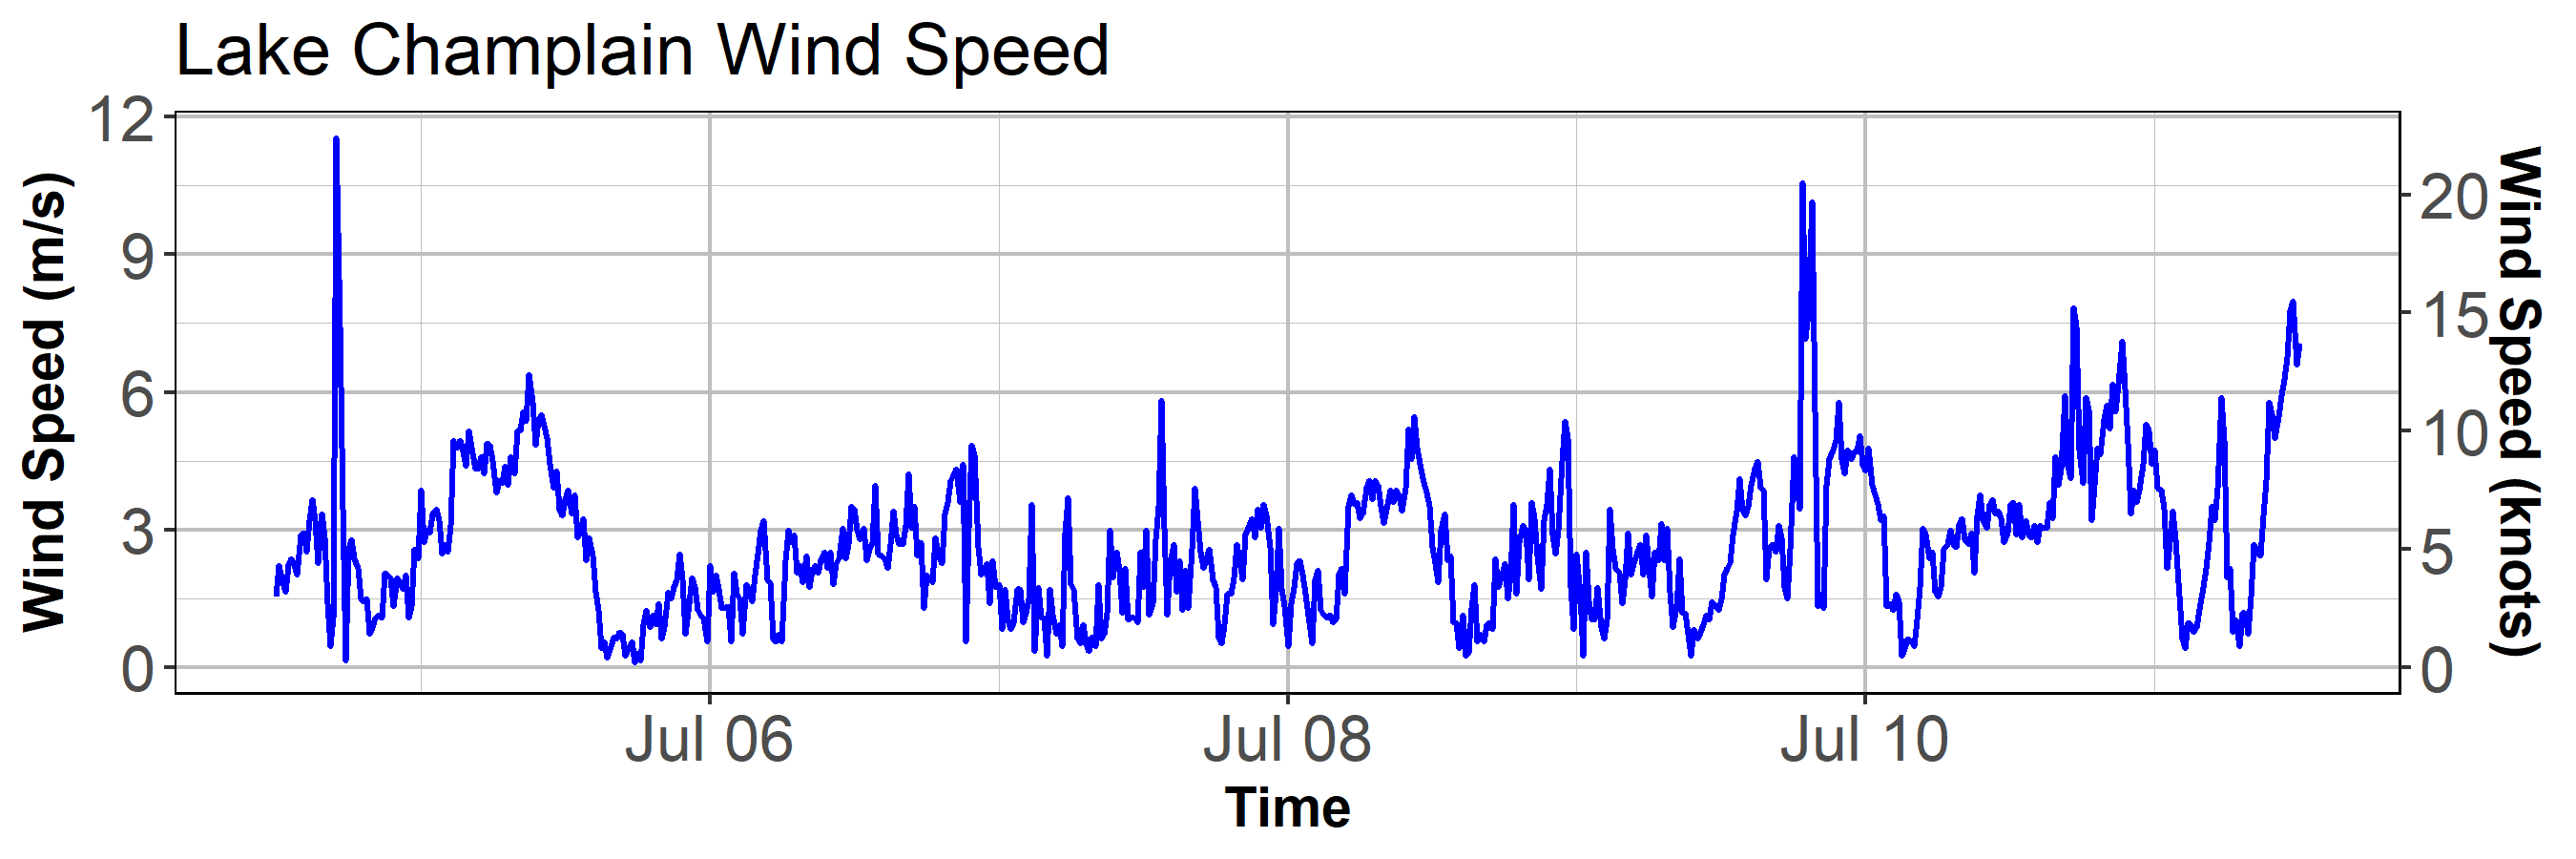 Lake Champlain Wind Speed
Wind Speed (m/s)
12
9
6
3
0
Wind Speed (knots)
20
15
10
5
0
Jul 06
Jul 08
Jul 10
Time